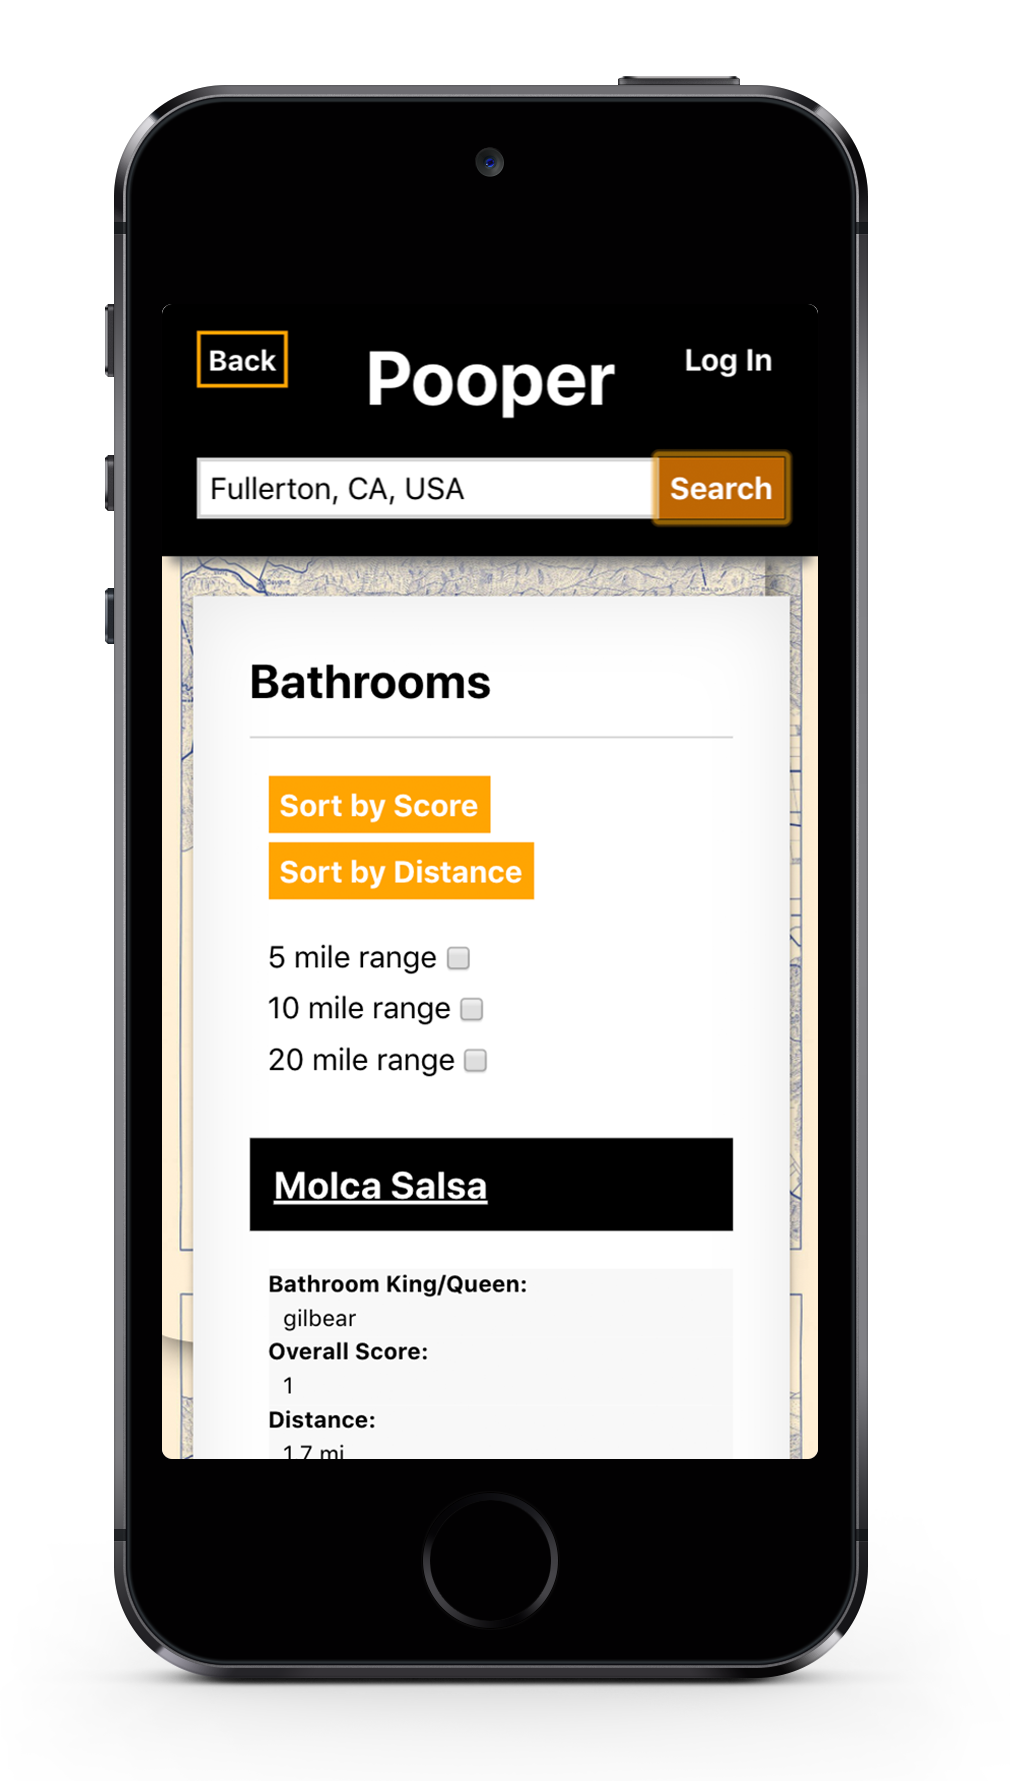 Back
Pooper
Log In
Fullerton, CA, USA
Search
Bathrooms
Sort by Score
Sort by Distance
5 mile range
10 mile range
20 mile range
Molca Salsa
Bathroom King/Queen:
gilbear
Overall Score:
1
Distance:
1.7 mi